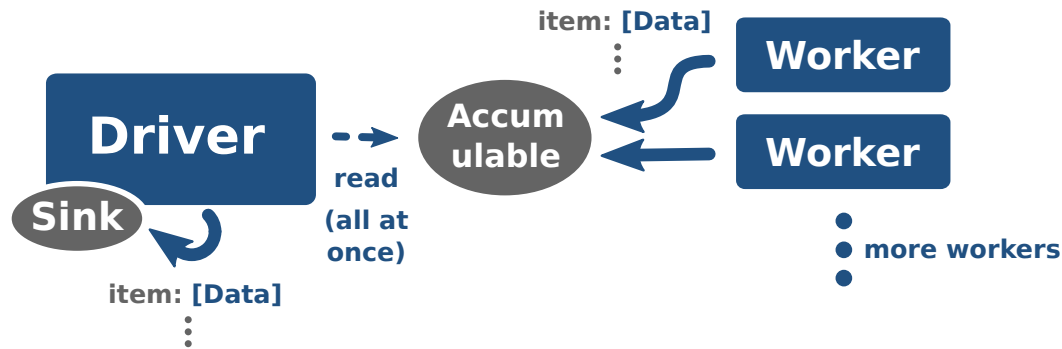 item: [Data]
Worker
Accum
ulable
Driver
Worker
read
Sink
(all at
once)
more workers
item: [Data]